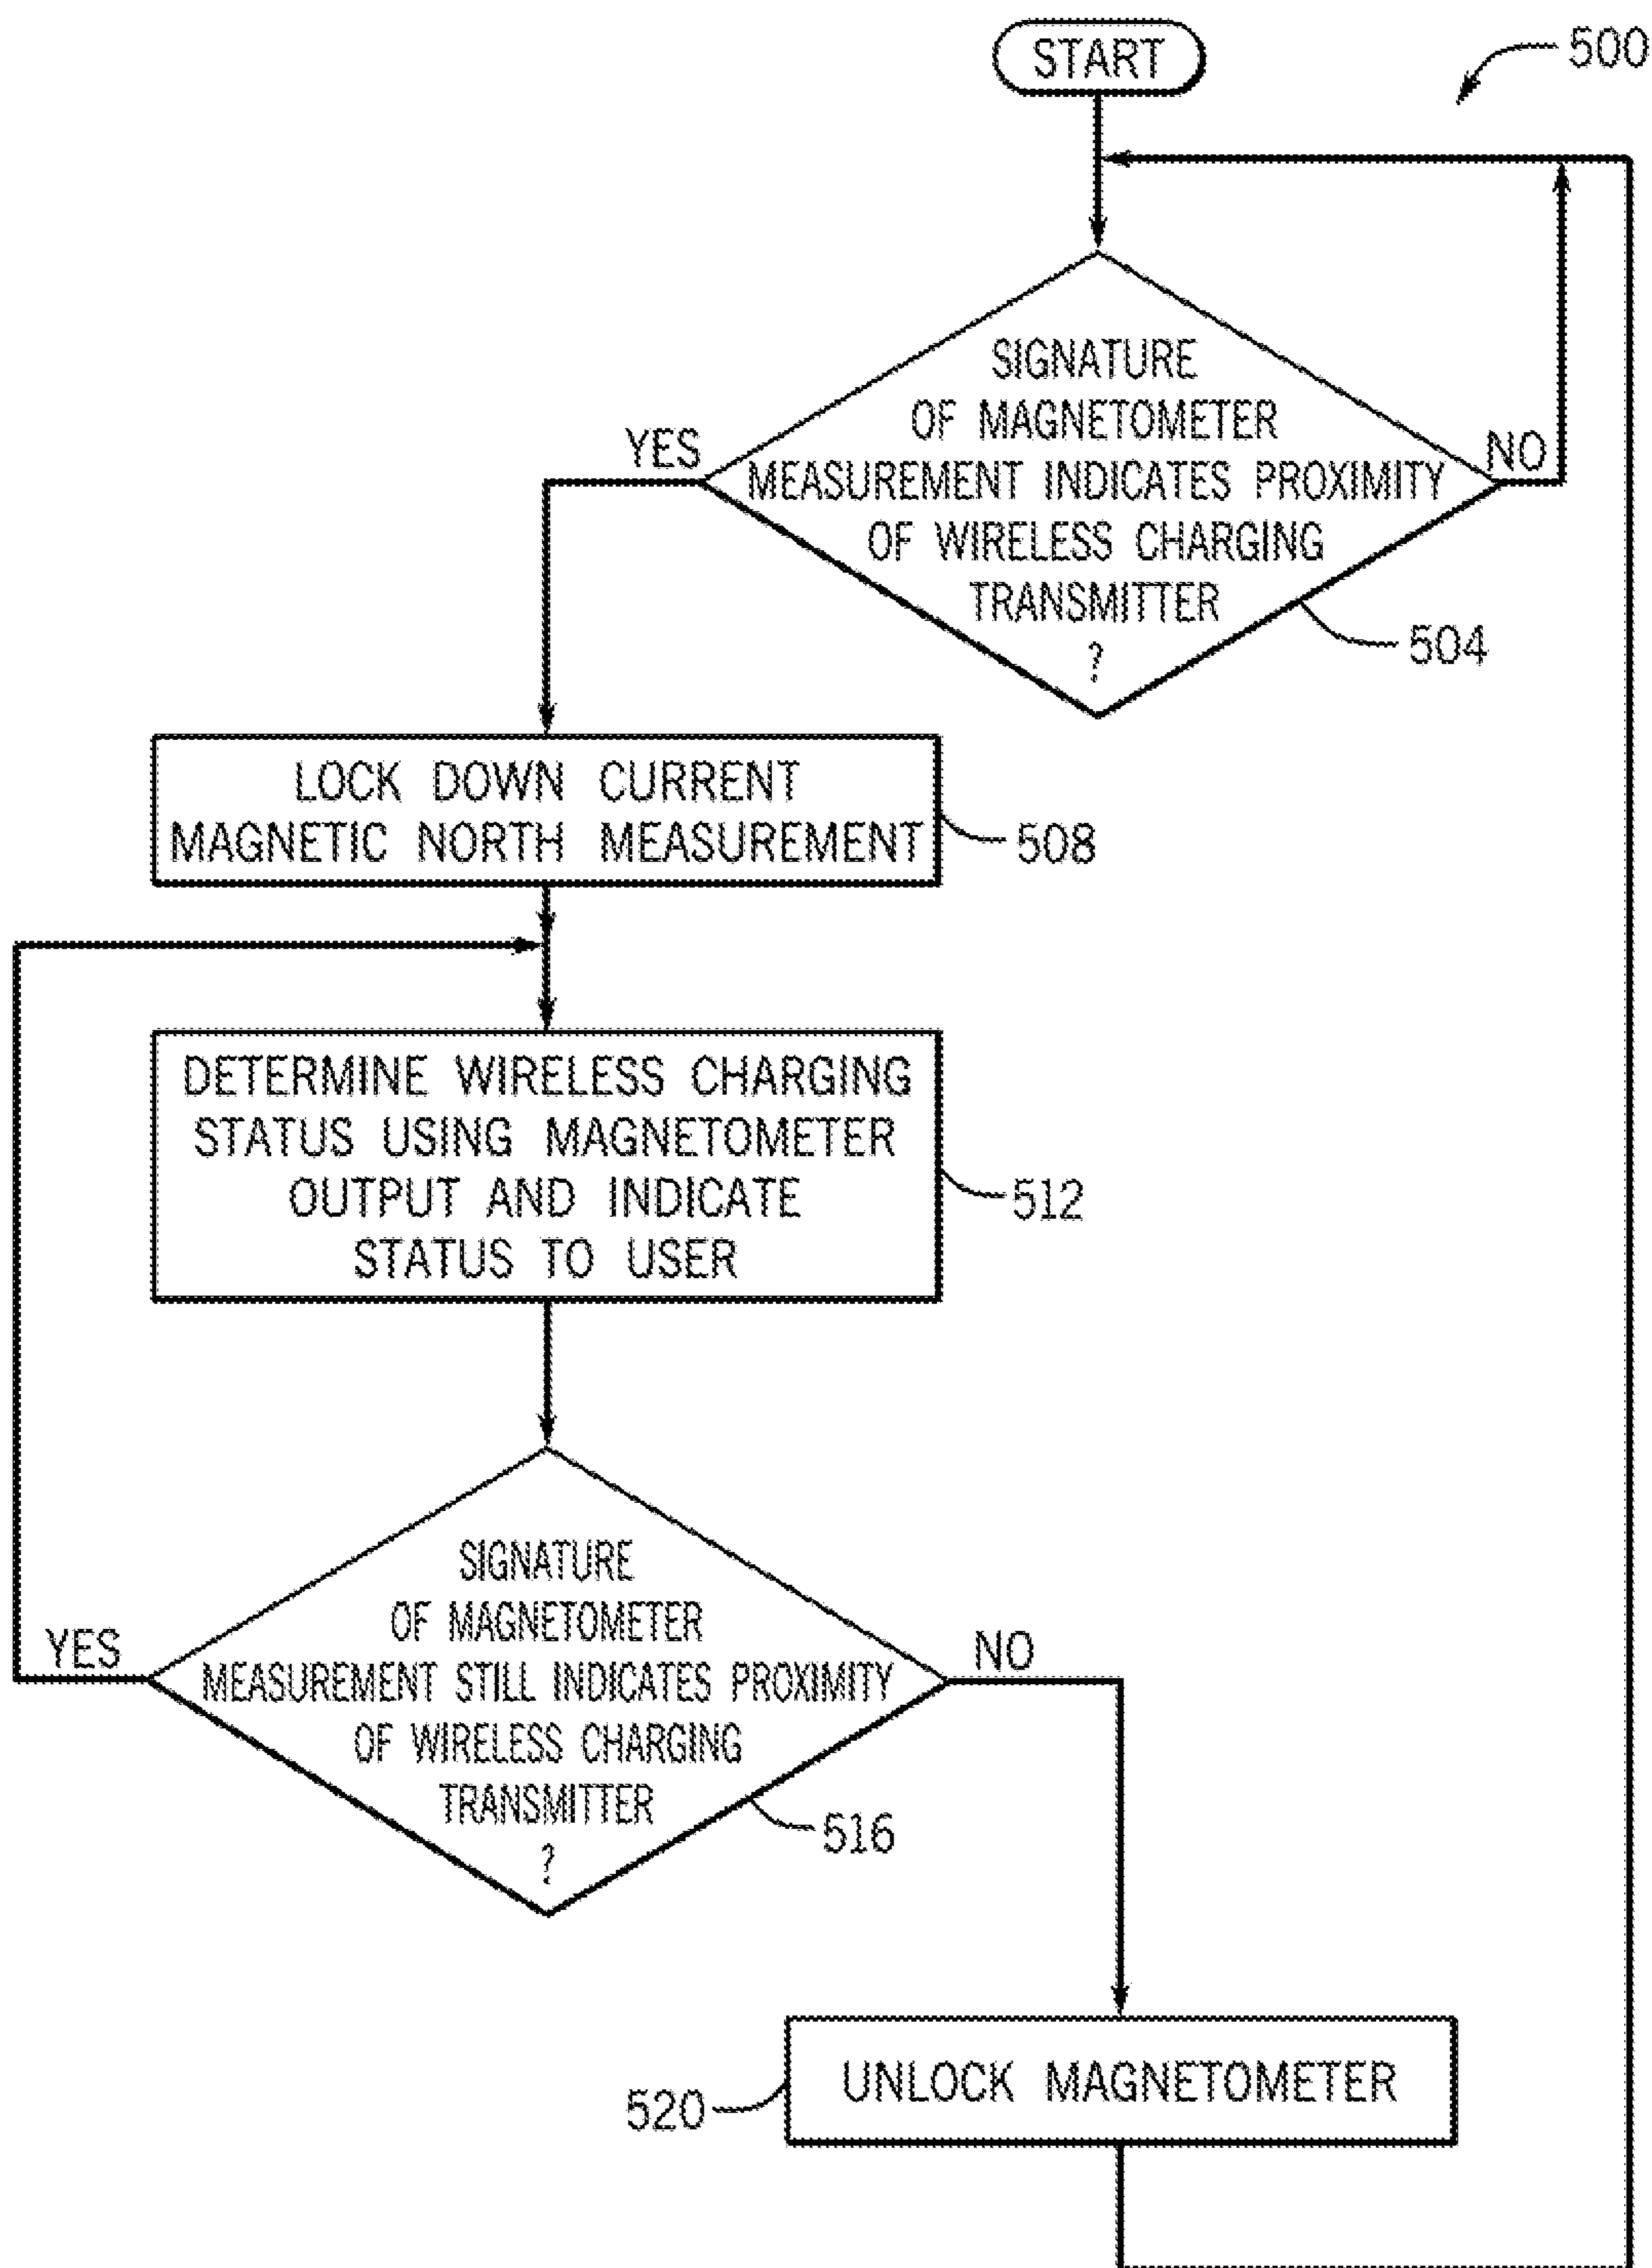 START
500
SIGNATURE
OF MAGNETOMETER
MEASUREMENT INDICATES PROXIMITY
OF WIRELESS CHARGING
TRANSMITTER
?
YES
NO
504
LOCK DOWN CURRENT
MAGNETIC NORTH MEASUREMENT
508
DETERMINE WIRELESS CHARGING
STATUS USING MAGNETOMETER
OUTPUT AND INDICATE
STATUS TO USER
512
SIGNATURE
OF MAGNETOMETER
MEASUREMENT STILL INDICATES PROXIMITY
OF WIRELESS CHARGING
TRANSMITTER
?
YES
NO
516
UNLOCK MAGNETOMETER
520